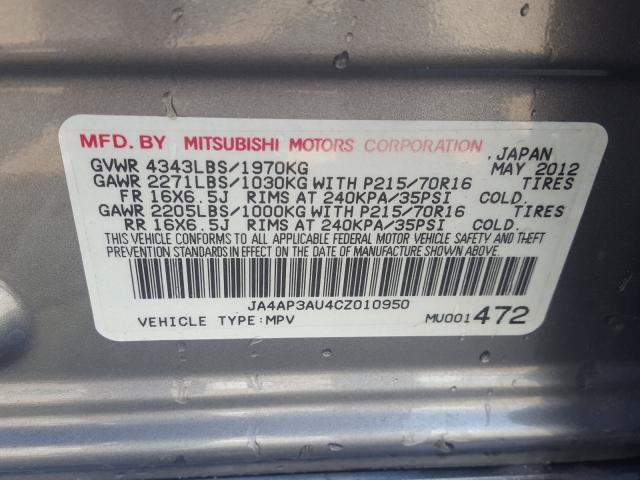 MFD. BY MITSUBISHI MOTORS CORPORATION, JAPAN
GVWR 4343LBS/1970KG MAY 2012
GAWR 2271LBS/1030KG WITH P215/70R16 TIRES
FR 16X6.5J RIMS AT 240KPA/35PSI COLD.
GAWR 2205LBS/1000KG WITH P215/70R16 TIRES
RR 16X6.5J RIMS AT 240KPA/35PSI COLD.
THIS VEHICLE CONFORMS TO ALL APPLICABLE FEDERAL MOTOR VEHICLE SAFETY AND THEFT
PREVENTION STANDARDS IN EFFECT ON THE DATE OF MANUFACTURE SHOWN ABOVE.
JA4AP3AU4CZ010950
VEHICLE TYPE:MPV MU001472